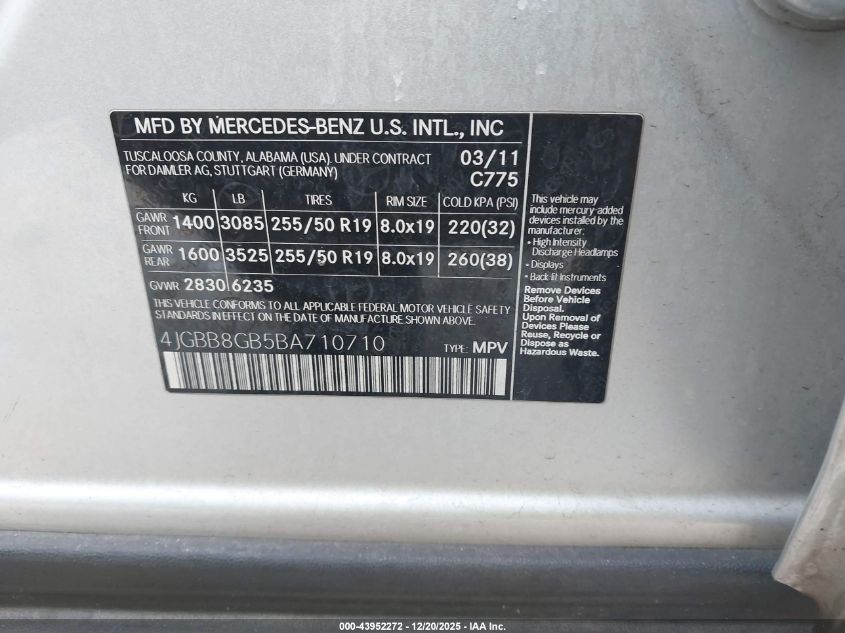 MFD BY MERCEDES-BENZ U.S. INTL., INC
TUSCALOOSA COUNTY, ALABAMA (USA). UNDER CONTRACT
FOR DAIMLER AG, STUTTGART (GERMANY)
03/11
C775
KG LB TIRES RIM SIZE COLD KPA (PSI)
GAWR FRONT 1400 3085 255/50 R19 8.0x19 220(32)
GAWR REAR 1600 3525 255/50 R19 8.0x19 260(38)
GVWR 2830 6235
THIS VEHICLE CONFORMS TO ALL APPLICABLE FEDERAL MOTOR VEHICLE SAFETY
STANDARDS IN EFFECT ON THE DATE OF MANUFACTURE SHOWN ABOVE.
4JGBB8GB5BA710710
TYPE: MPV
This vehicle may
include mercury-added
devices installed by the
manufacturer:
• High Intensity
Discharge Headlamps
• Displays
• Back-lit Instruments
Remove Devices
Before Vehicle
Disposal.
Upon Removal of
Devices Please
Reuse, Recycle or
Dispose as
Hazardous Waste.
000-43952272 – 12/20/2025 – IAA Inc.